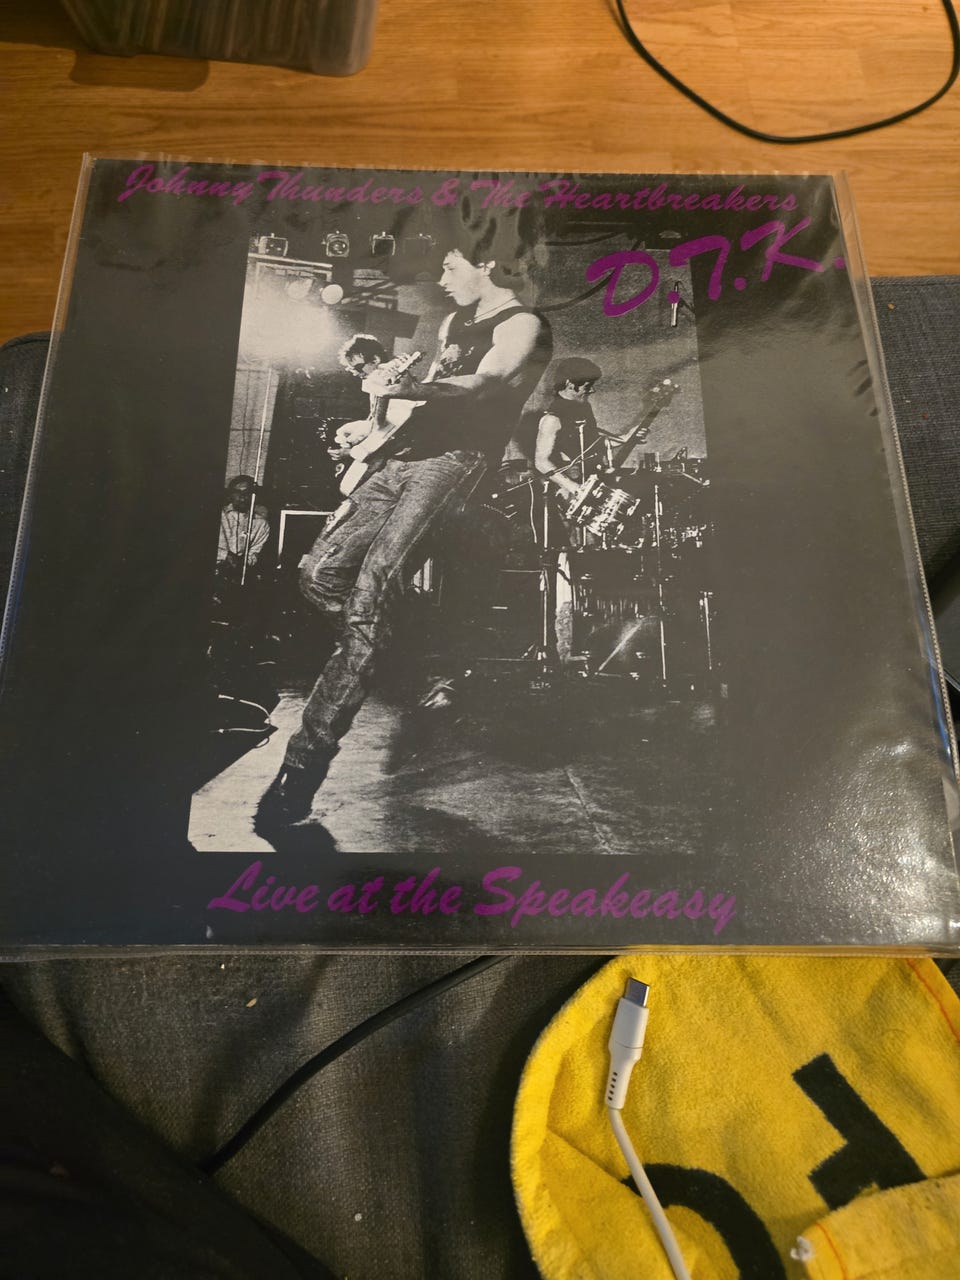 Johnny Thunders & The Heartbreakers
D.T.K.
Live at the Speakeasy